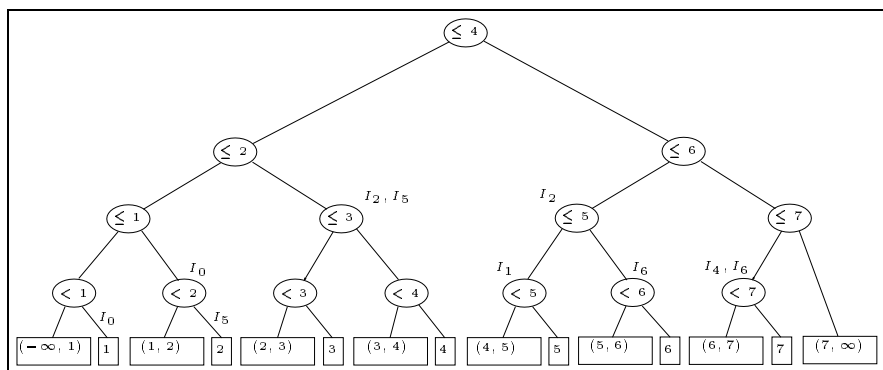 ≤ 4
≤ 2 ≤ 6
I2 , I5 I2
≤ 1 ≤ 3 ≤ 5 ≤ 7
I0 I1 I6 I4 , I6
< 1 < 2 < 3 < 4 < 5 < 6 < 7
I0 I5
(− ∞, 1) 1 (1, 2) 2 (2, 3) 3 (3, 4) 4 (4, 5) 5 (5, 6) 6 (6, 7) 7 (7, ∞)